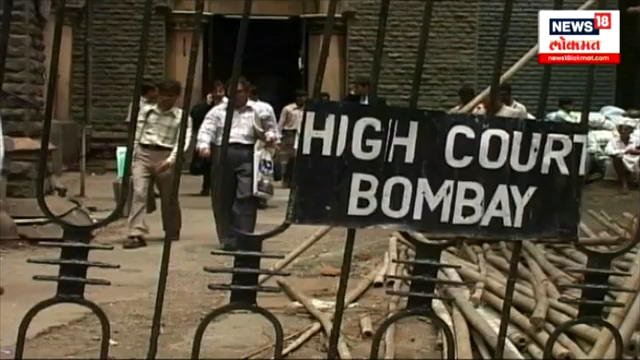 NEWS18
लोकमत
news18lokmat.com
HIGH COURT
BOMBAY